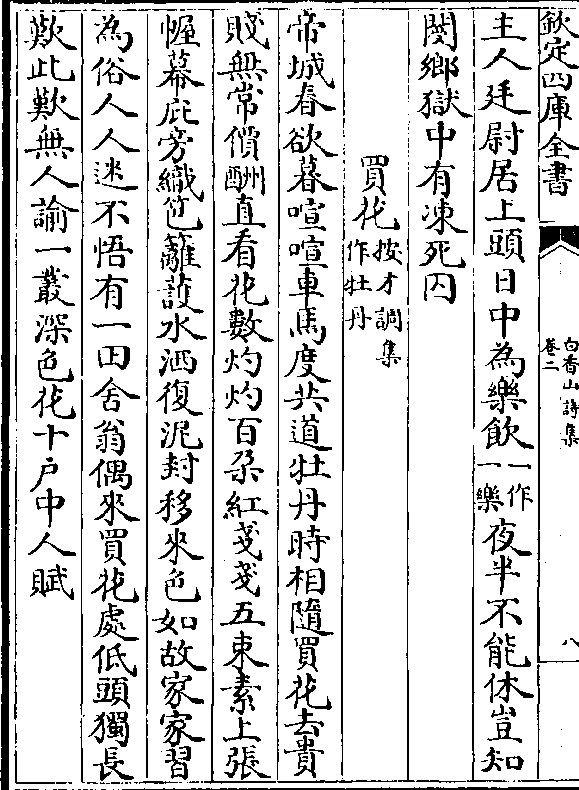 欽定四庫全書
白香山詩集
卷二
八
主人廷尉居上頭日中為樂飲一作一樂夜半不能休豈知
閿鄉獄中有凍死囚
買花按才調集作牡丹
帝城春欲暮喧喧車馬度共道牡丹時相隨買花去貴
賤無常價酬直看花數灼灼百朶紅戔戔五束素上張
幄幕庇旁織笆籬護水洒復泥封移來色如故家家習
為俗人人迷不悟有一田舍翁偶來買花處低頭獨長
歎此歎無人諭一叢深色花十戶中人賦